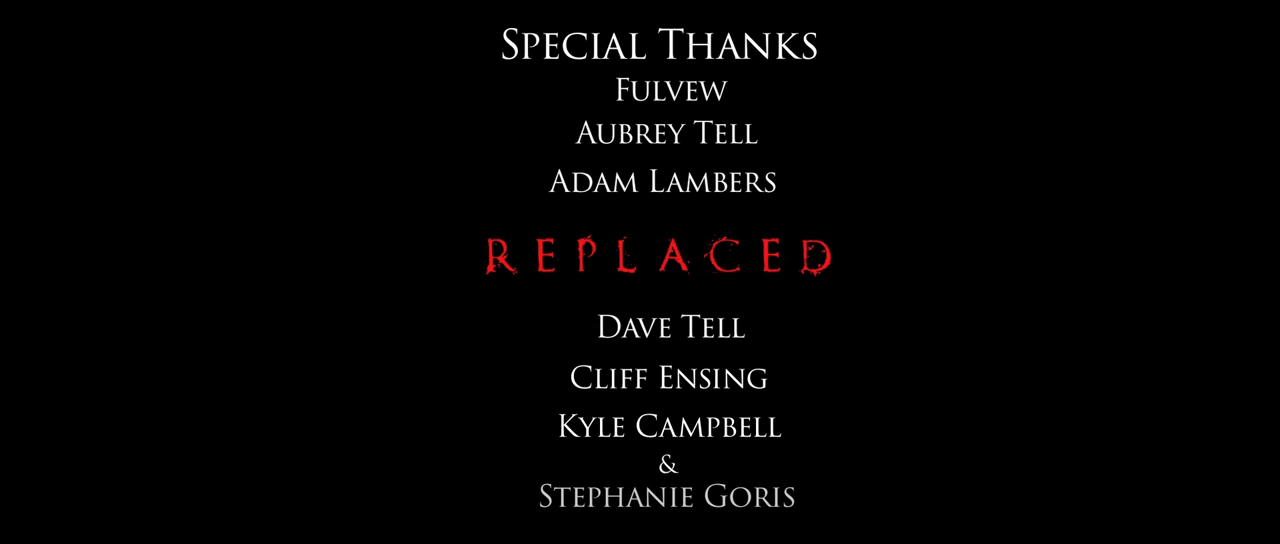 Special Thanks
Fulvew
Aubrey Tell
Adam Lambers
REPLACED
Dave Tell
Cliff Ensing
Kyle Campbell
&
Stephanie Goris